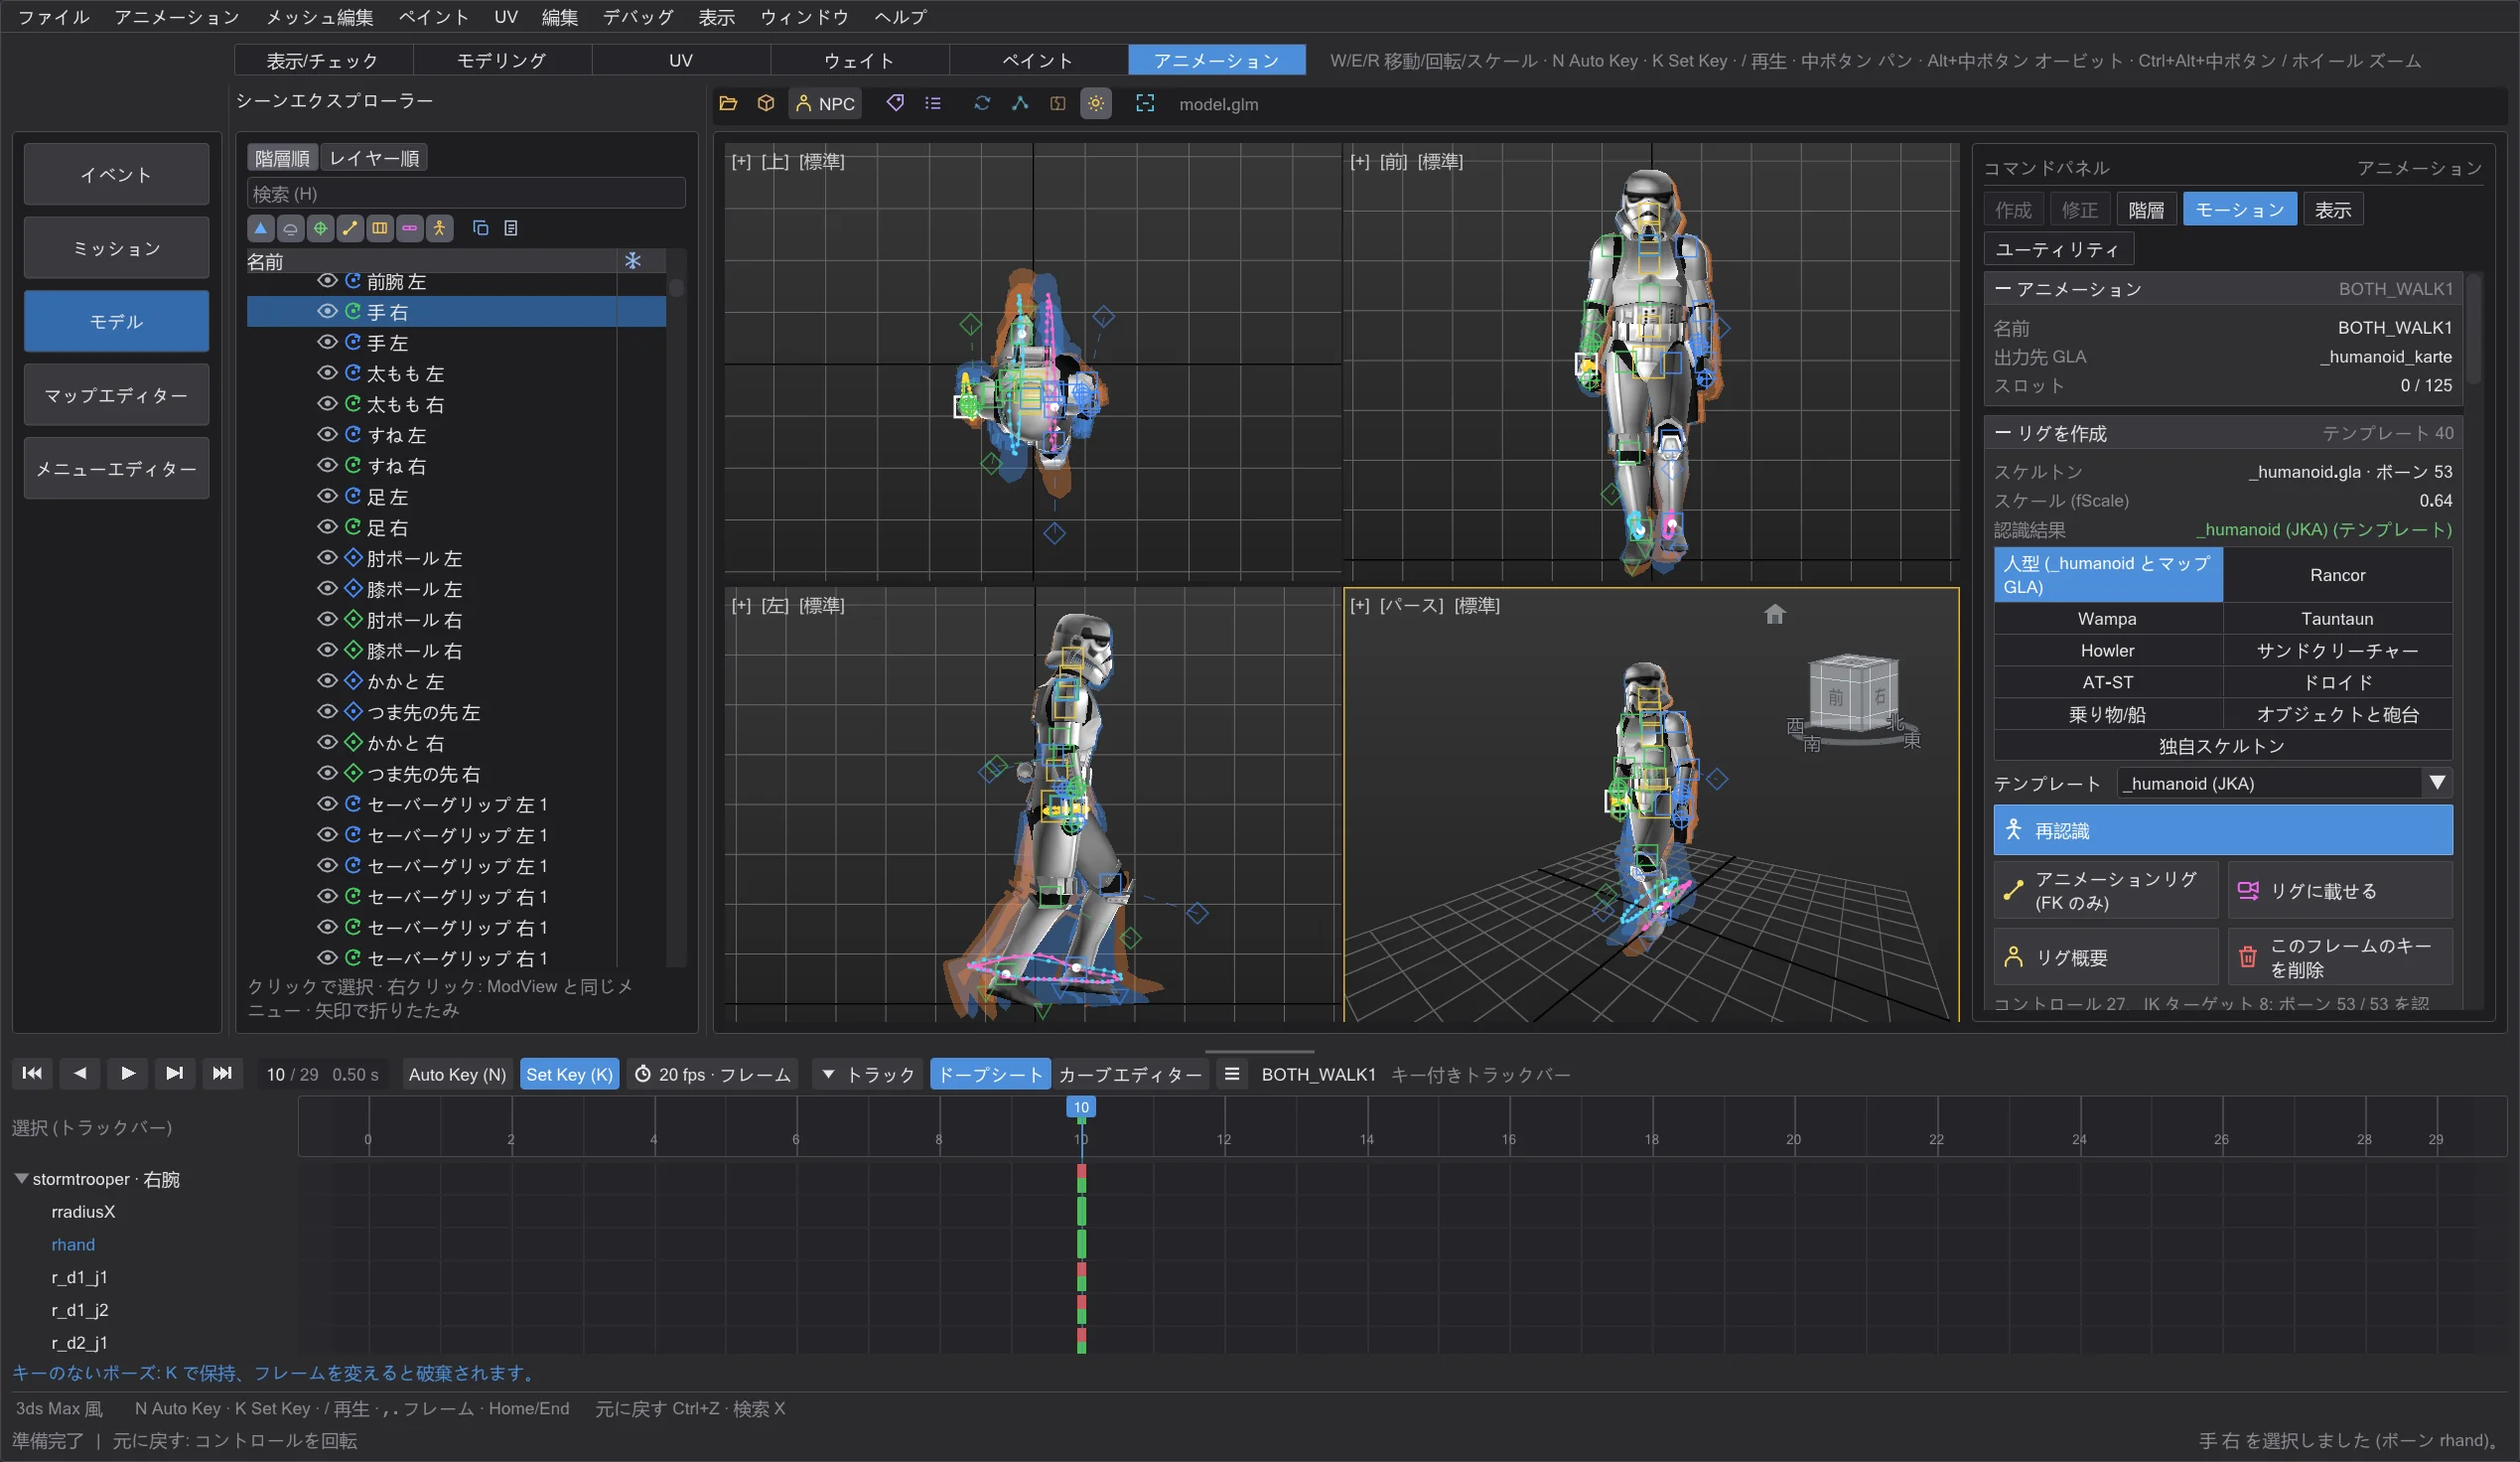 ファイル アニメーション メッシュ編集 ペイント UV 編集 デバッグ 表示 ウィンドウ ヘルプ
表示/チェック モデリング UV ウェイト ペイント アニメーション W/E/R 移動/回転/スケール · N Auto Key · K Set Key · / 再生 · 中ボタン パン · Alt+中ボタン オービット · Ctrl+Alt+中ボタン / ホイール ズーム
シーンエクスプローラー
NPC model.glm
イベント
ミッション
モデル
マップエディター
メニューエディター
階層順 レイヤー順
検索 (H)
名前
前腕 左
手 右
手 左
太もも 左
太もも 右
すね 左
すね 右
足 左
足 右
肘ポール 左
膝ポール 左
肘ポール 右
膝ポール 右
かかと 左
つま先の先 左
かかと 右
つま先の先 右
セーバーグリップ 左 1
セーバーグリップ 左 1
セーバーグリップ 左 1
セーバーグリップ 右 1
セーバーグリップ 右 1
セーバーグリップ 右 1
クリックで選択 · 右クリック: ModView と同じメ
ニュー · 矢印で折りたたみ
[+] [上] [標準]
[+] [前] [標準]
[+] [左] [標準]
[+] [パース] [標準]
前 右
西 南 北 東
コマンドパネル アニメーション
作成 修正 階層 モーション 表示
ユーティリティ
アニメーション BOTH_WALK1
名前 BOTH_WALK1
出力先 GLA _humanoid_karte
スロット 0 / 125
リグを作成 テンプレート 40
スケルトン _humanoid.gla · ボーン 53
スケール (fScale) 0.64
認識結果 _humanoid (JKA) (テンプレート)
人型 (_humanoid とマップ
GLA)
Rancor
Wampa Tauntaun
Howler サンドクリーチャー
AT-ST ドロイド
乗り物/船 オブジェクトと砲台
独自スケルトン
テンプレート _humanoid (JKA)
再認識
アニメーションリグ
(FK のみ)
リグに載せる
リグ概要
このフレームのキー
を削除
コントロール 27、IK ターゲット 8: ボーン 53 / 53 を認
10 / 29 0.50 s Auto Key (N) Set Key (K) 20 fps · フレーム トラック ドープシート カーブエディター BOTH_WALK1 キー付きトラックバー
10
選択 (トラックバー)
0 2 4 6 8 10 12 14 16 18 20 22 24 26 28 29
stormtrooper · 右腕
rradiusX
rhand
r_d1_j1
r_d1_j2
r_d2_j1
キーのないポーズ: K で保持、フレームを変えると破棄されます。
3ds Max 風 N Auto Key · K Set Key · / 再生 · , . フレーム · Home/End 元に戻す Ctrl+Z · 検索 X
準備完了 | 元に戻す: コントロールを回転
手 右 を選択しました (ボーン rhand)。